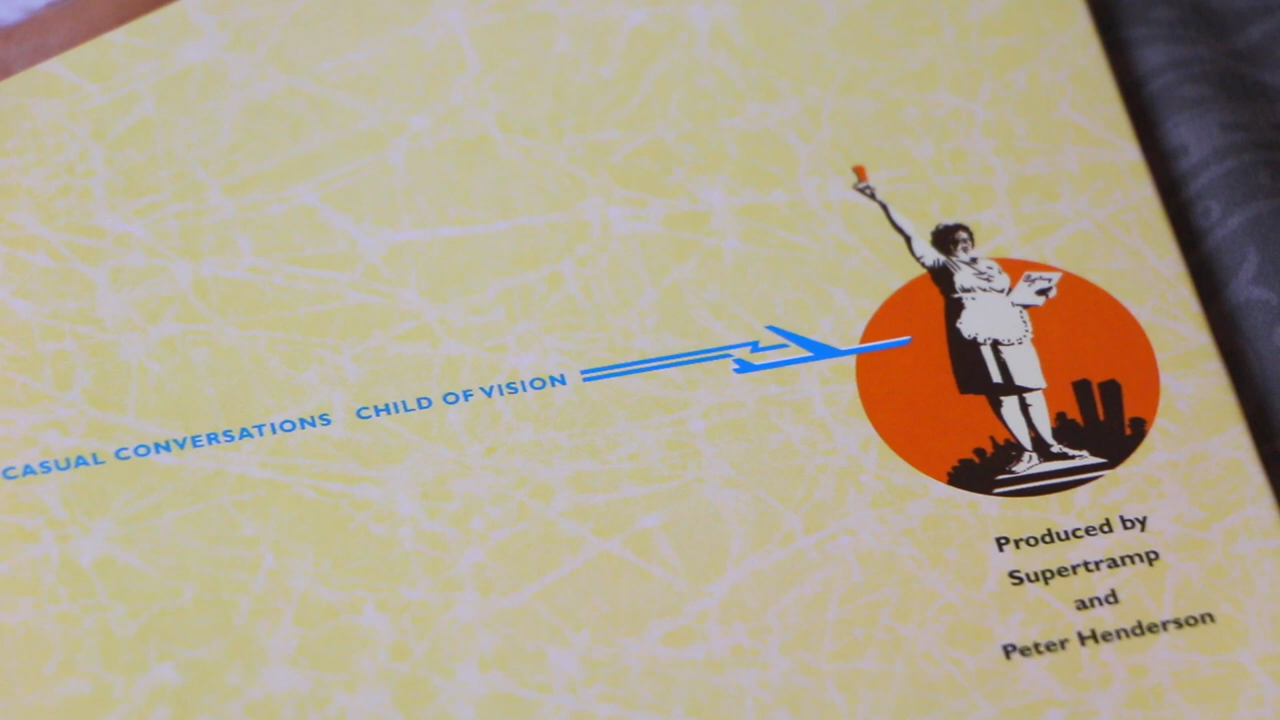 CASUAL CONVERSATIONS CHILD OF VISION
Produced by
Supertramp
and
Peter Henderson